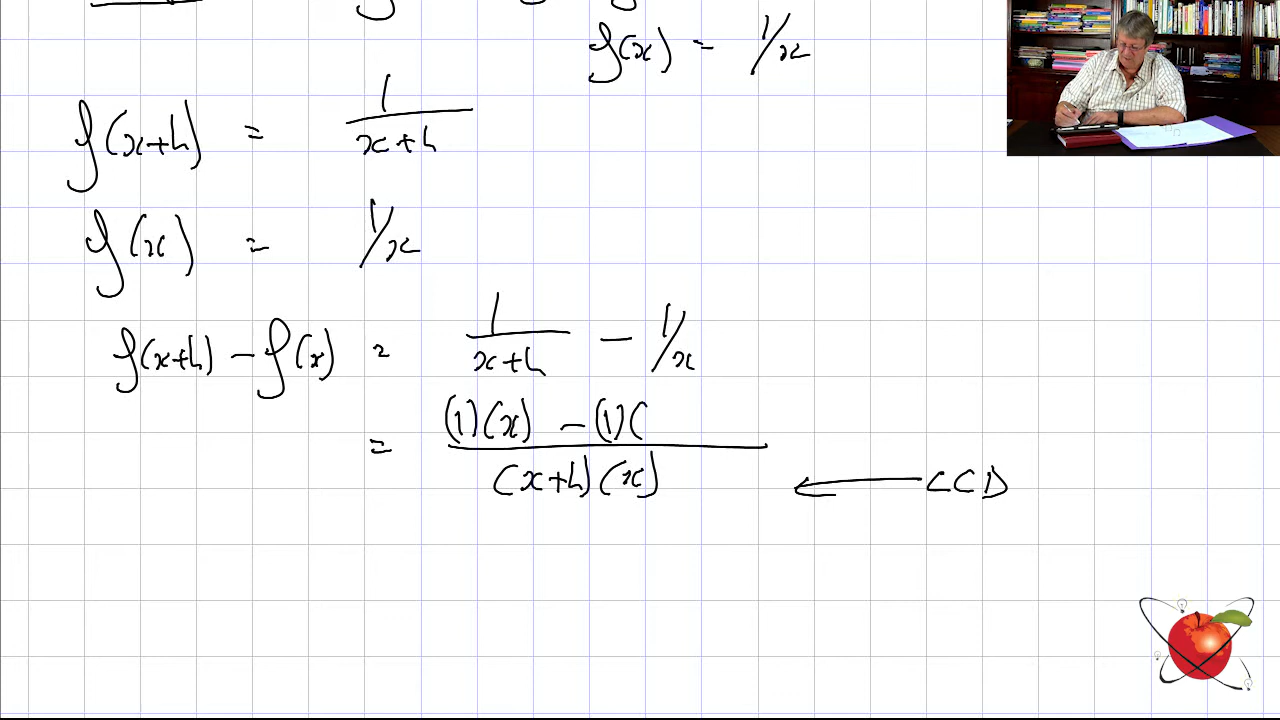 f(x) = 1/x
f(x+h) = 1/(x+h)
f(x) = 1/x
f(x+h) - f(x) = 1/(x+h) - 1/x
= (1)(x) - (1)(
(x+h)(x) ← LCD